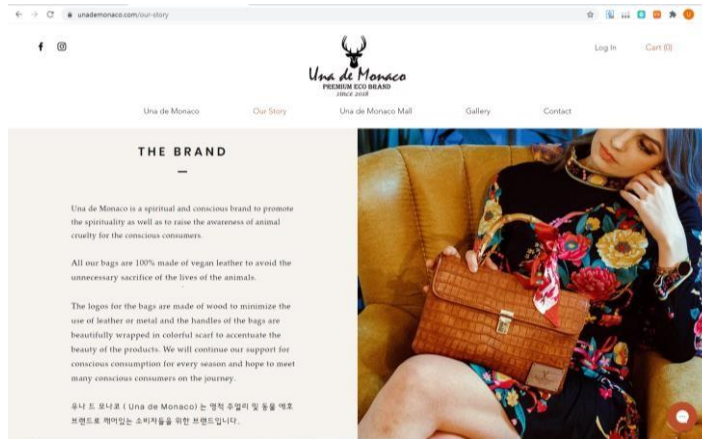 unademonaco.com/our-story
Log In
Cart (0)
Una de Monaco
PREMIUM ECO BRAND
since 2018
Una de Monaco
Our Story
Una de Monaco Mall
Gallery
Contact
THE BRAND
Una de Monaco is a spiritual and conscious brand to promote
the spirituality as well as to raise the awareness of animal
cruelty for the conscious consumers.
All our bags are 100% made of vegan leather to avoid the
unnecessary sacrifice of the lives of the animals.
The logos for the bags are made of wood to minimize the
use of leather or metal and the handles of the bags are
beautifully wrapped in colorful scarf to accentuate the
beauty of the products. We will continue our support for
conscious consumption for every season and hope to meet
many conscious consumers on the journey.
우나 드 모나코 ( Una de Monaco) 는 영적 주얼리 및 동물 애호
브랜드로 깨어있는 소비자들을 위한 브랜드입니다.